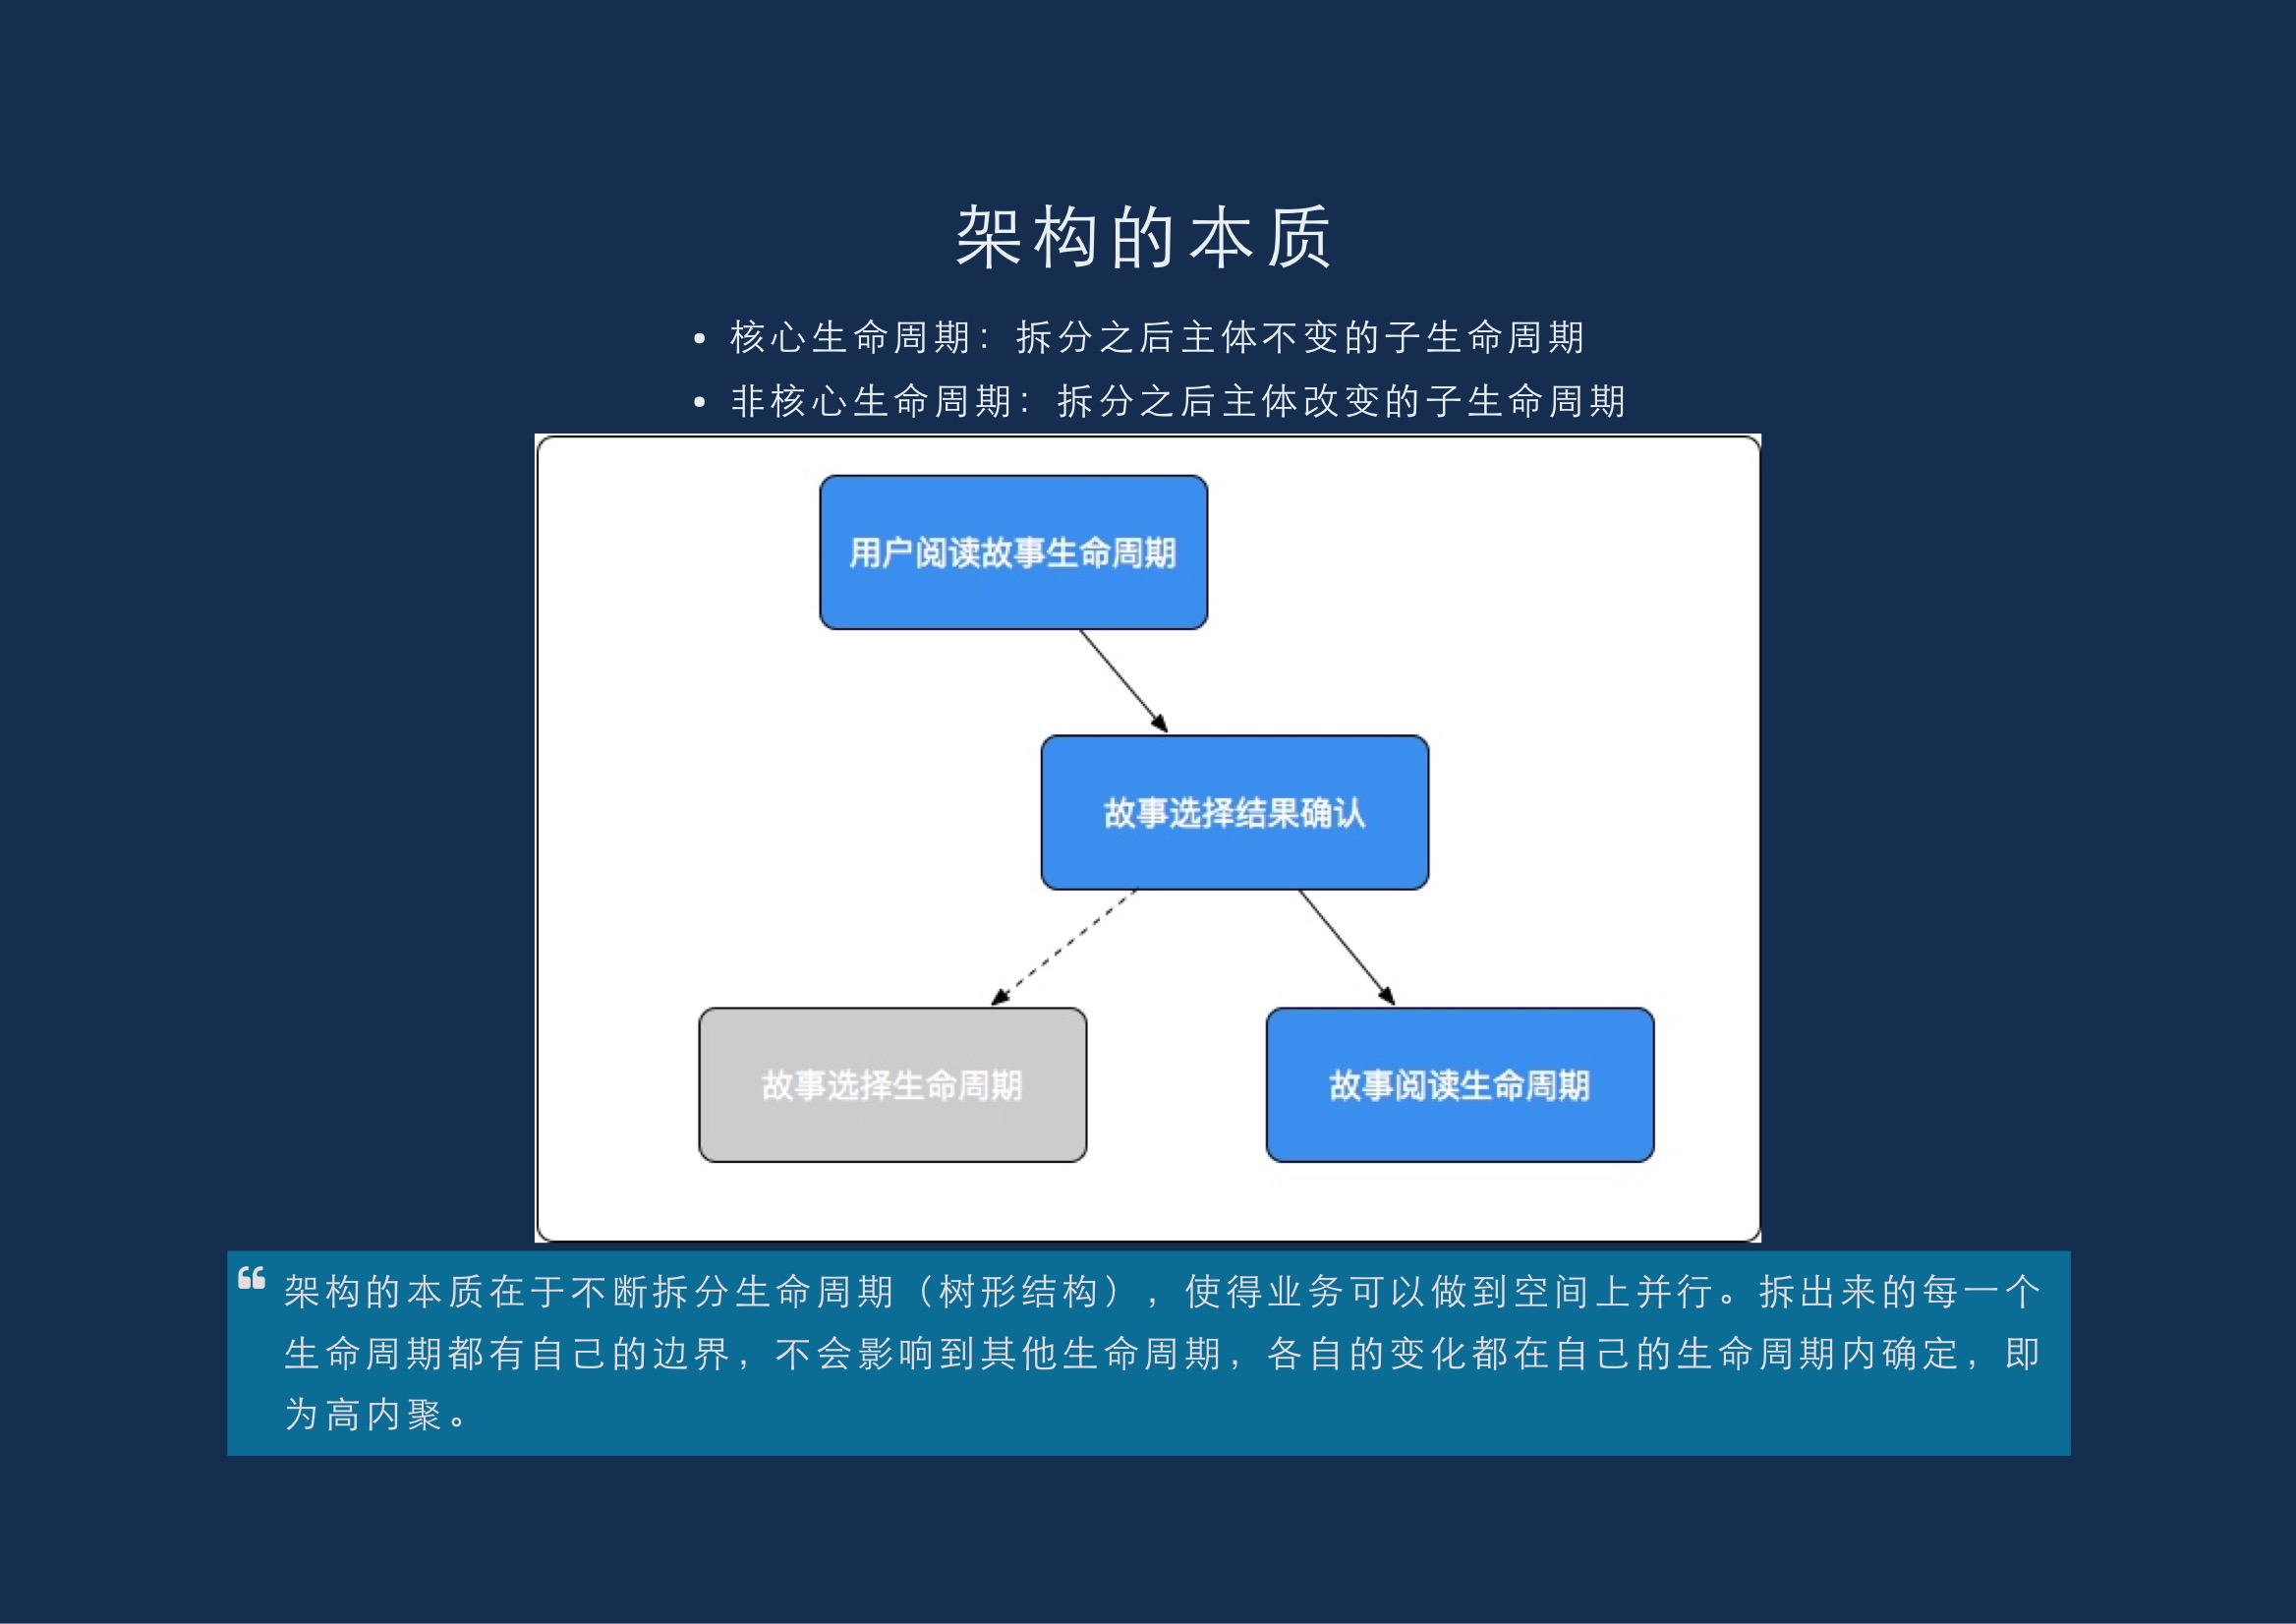 架构的本质
• 核心生命周期：拆分之后主体不变的子生命周期
• 非核心生命周期：拆分之后主体改变的子生命周期
用户阅读故事生命周期
故事选择结果确认
故事选择生命周期
故事阅读生命周期
架构的本质在于不断拆分生命周期（树形结构），使得业务可以做到空间上并行。拆出来的每一个
生命周期都有自己的边界，不会影响到其他生命周期，各自的变化都在自己的生命周期内确定，即
为高内聚。